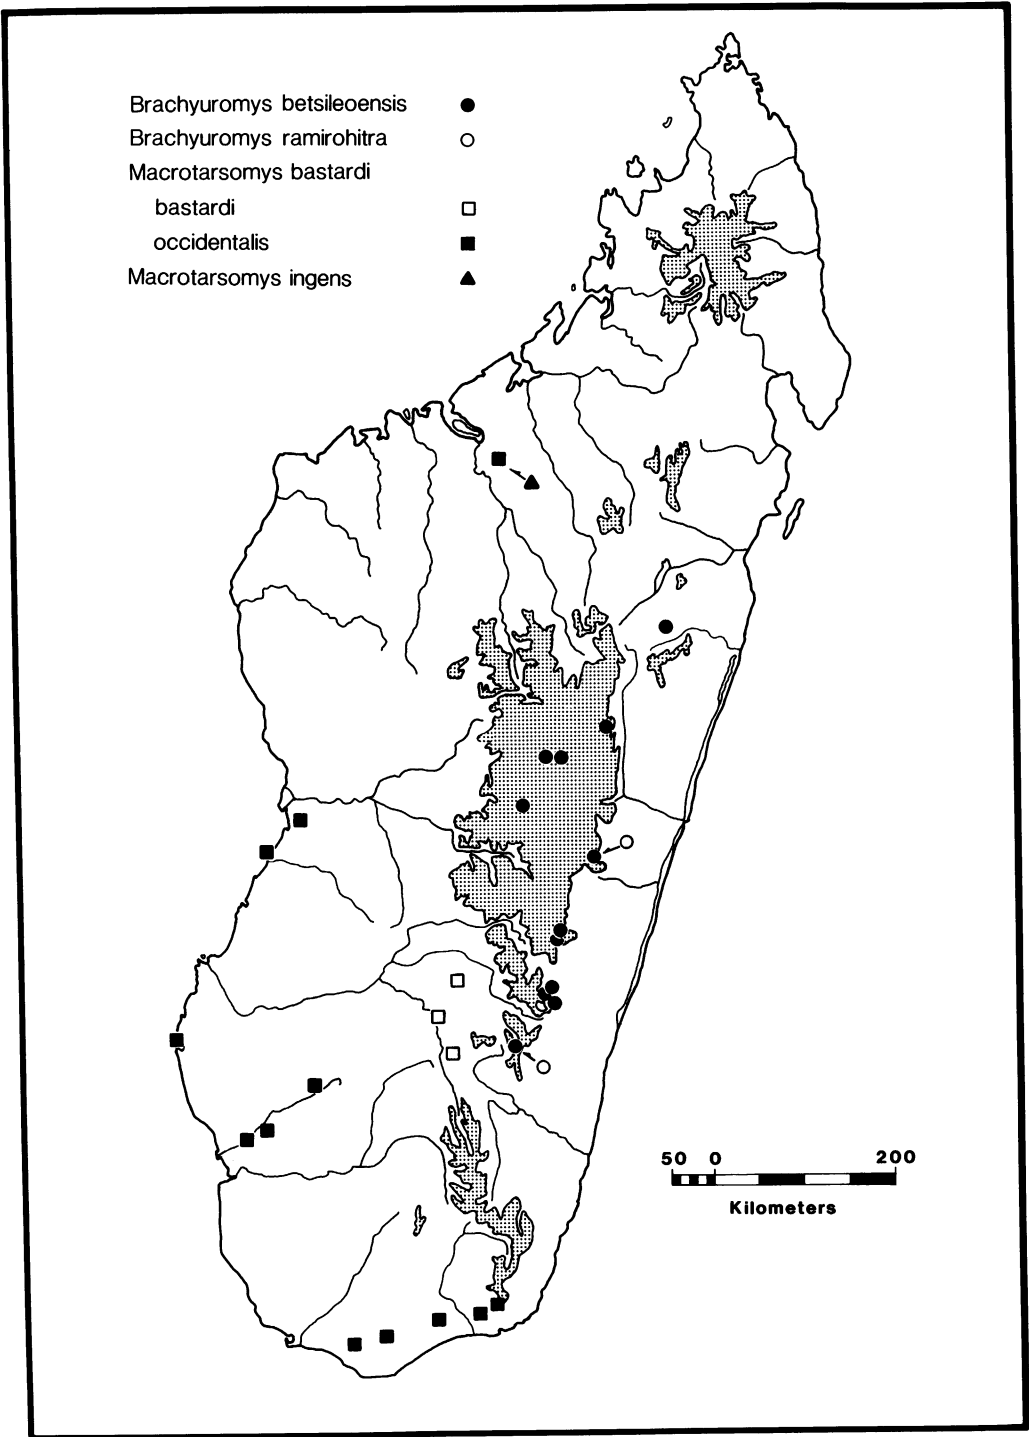 Brachyuromys betsileoensis
Brachyuromys ramirohitra
Macrotarsomys bastardi
bastardi
occidentalis
Macrotarsomys ingens
50 0 200
Kilometers